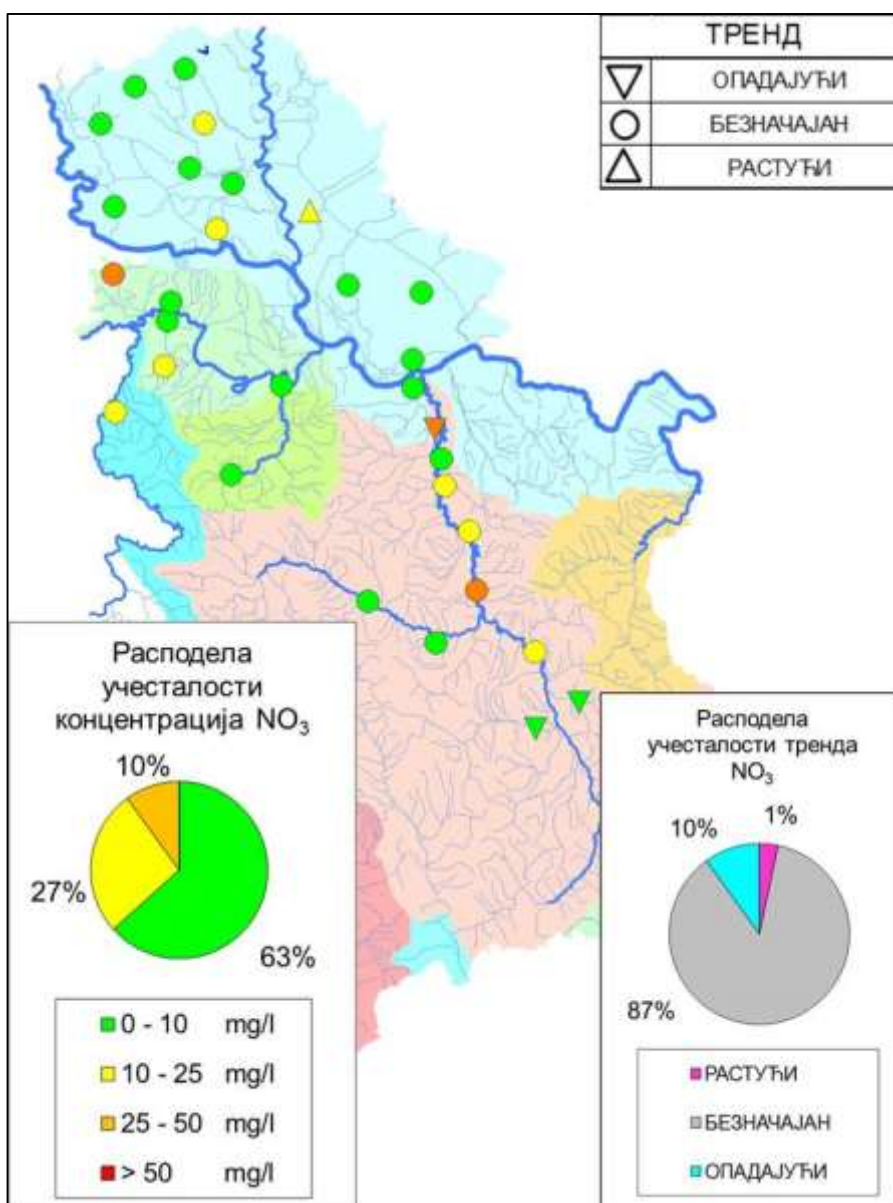 ТРЕНД
ОПАДАЈУЋИ
БЕЗНАЧАЈАН
РАСТУЋИ
Расподела
учесталости
концентрација NO₃
10%
27%
63%
0 - 10 mg/l
10 - 25 mg/l
25 - 50 mg/l
> 50 mg/l
Расподела
учесталости тренда
NO₃
1%
10%
87%
РАСТУЋИ
БЕЗНАЧАЈАН
ОПАДАЈУЋИ